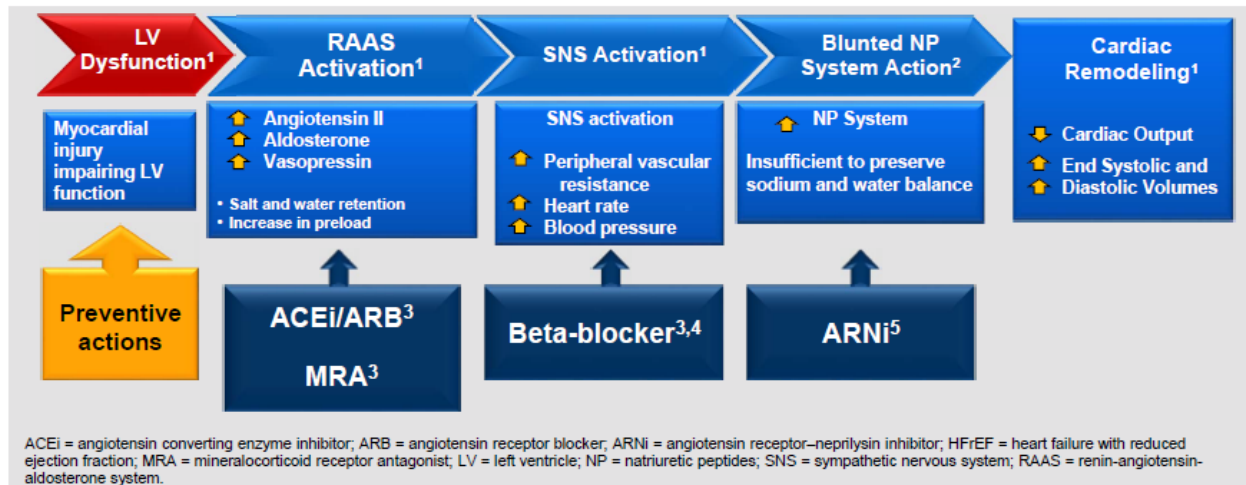 LV
Dysfunction¹
RAAS
Activation¹
SNS Activation¹
Blunted NP
System Action²
Cardiac
Remodeling¹
Myocardial
injury
impairing LV
function
Angiotensin II
Aldosterone
Vasopressin
• Salt and water retention
• Increase in preload
SNS activation
Peripheral vascular
resistance
Heart rate
Blood pressure
NP System
Insufficient to preserve
sodium and water balance
Cardiac Output
End Systolic and
Diastolic Volumes
Preventive
actions
ACEi/ARB³
MRA³
Beta-blocker³,⁴
ARNi⁵
ACEi = angiotensin converting enzyme inhibitor; ARB = angiotensin receptor blocker; ARNi = angiotensin receptor–neprilysin inhibitor; HFrEF = heart failure with reduced
ejection fraction; MRA = mineralocorticoid receptor antagonist; LV = left ventricle; NP = natriuretic peptides; SNS = sympathetic nervous system; RAAS = renin-angiotensin-
aldosterone system.